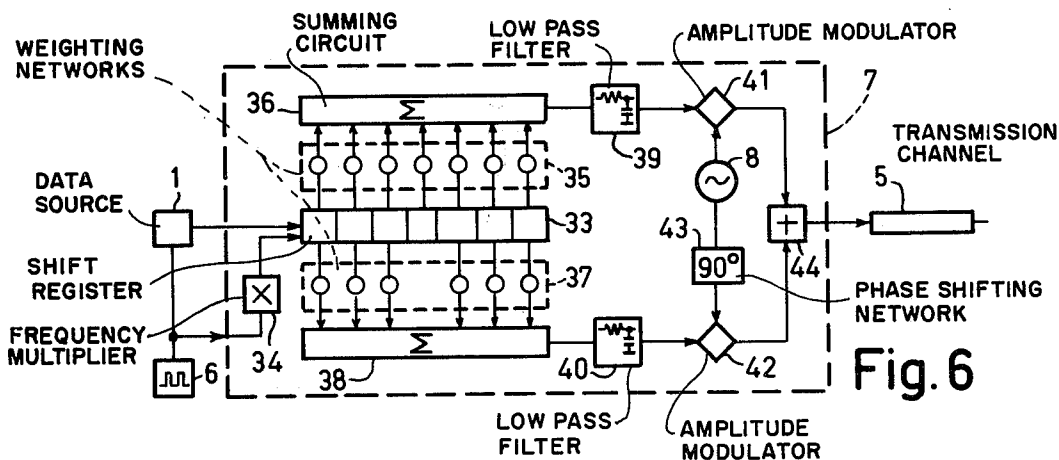 SUMMING
CIRCUIT
WEIGHTING
NETWORKS
LOW PASS
FILTER
AMPLITUDE MODULATOR
36
Σ
39
41
7
35
8
TRANSMISSION
CHANNEL
5
DATA
SOURCE
1
33
43
90°
+
44
SHIFT
REGISTER
37
PHASE SHIFTING
NETWORK
FREQUENCY
MULTIPLIER
×
34
6
Σ
38
40
42
LOW PASS
FILTER
AMPLITUDE
MODULATOR
Fig. 6